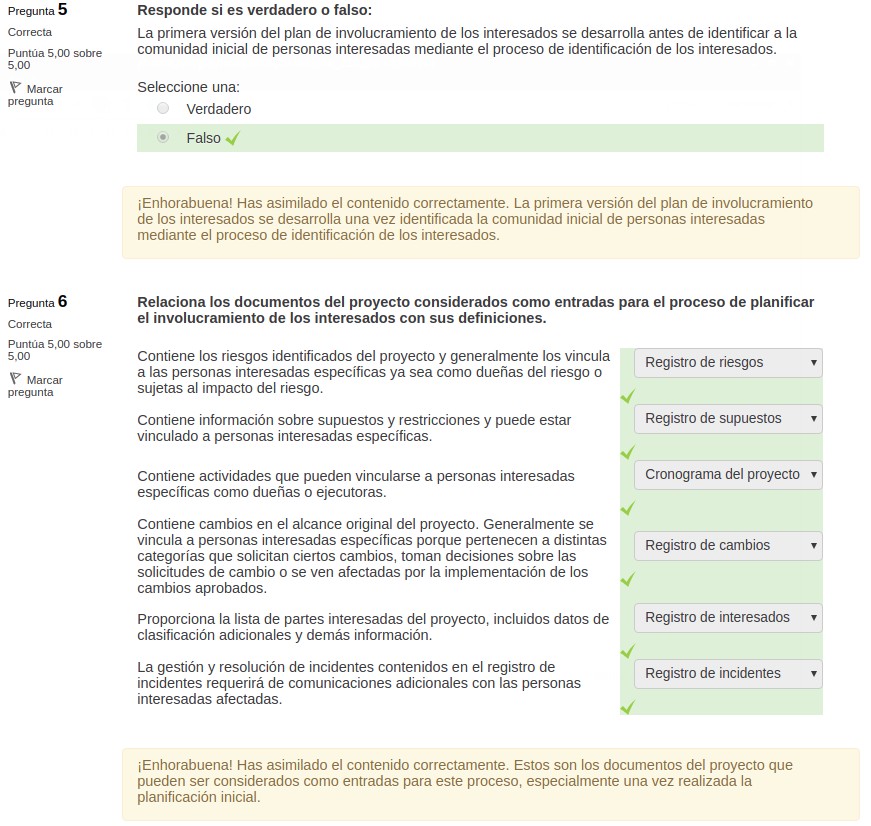 Pregunta 5
Correcta
Puntúa 5,00 sobre
5,00
Marcar
pregunta
Responde si es verdadero o falso:
La primera versión del plan de involucramiento de los interesados se desarrolla antes de identificar a la
comunidad inicial de personas interesadas mediante el proceso de identificación de los interesados.
Seleccione una:
Verdadero
Falso
¡Enhorabuena! Has asimilado el contenido correctamente. La primera versión del plan de involucramiento
de los interesados se desarrolla una vez identificada la comunidad inicial de personas interesadas
mediante el proceso de identificación de los interesados.
Pregunta 6
Correcta
Puntúa 5,00 sobre
5,00
Marcar
pregunta
Relaciona los documentos del proyecto considerados como entradas para el proceso de planificar
el involucramiento de los interesados con sus definiciones.
Contiene los riesgos identificados del proyecto y generalmente los vincula
a las personas interesadas específicas ya sea como dueñas del riesgo o
sujetas al impacto del riesgo.
Registro de riesgos
Contiene información sobre supuestos y restricciones y puede estar
vinculado a personas interesadas específicas.
Registro de supuestos
Contiene actividades que pueden vincularse a personas interesadas
específicas como dueñas o ejecutoras.
Cronograma del proyecto
Contiene cambios en el alcance original del proyecto. Generalmente se
vincula a personas interesadas específicas porque pertenecen a distintas
categorías que solicitan ciertos cambios, toman decisiones sobre las
solicitudes de cambio o se ven afectadas por la implementación de los
cambios aprobados.
Registro de cambios
Proporciona la lista de partes interesadas del proyecto, incluidos datos de
clasificación adicionales y demás información.
Registro de interesados
La gestión y resolución de incidentes contenidos en el registro de
incidentes requerirá de comunicaciones adicionales con las personas
interesadas afectadas.
Registro de incidentes
¡Enhorabuena! Has asimilado el contenido correctamente. Estos son los documentos del proyecto que
pueden ser considerados como entradas para este proceso, especialmente una vez realizada la
planificación inicial.